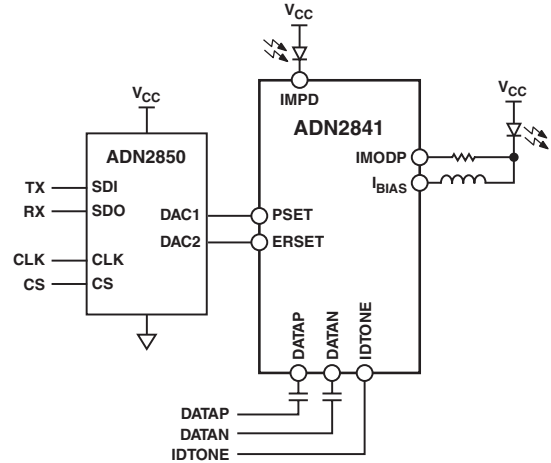 VCC
IMPD
ADN2841
VCC
IMODP
IBIAS
VCC
ADN2850
TX
SDI
RX
SDO
DAC1
PSET
DAC2
ERSET
CLK
CLK
CS
CS
DATAP
DATAN
IDTONE
DATAP
DATAN
IDTONE